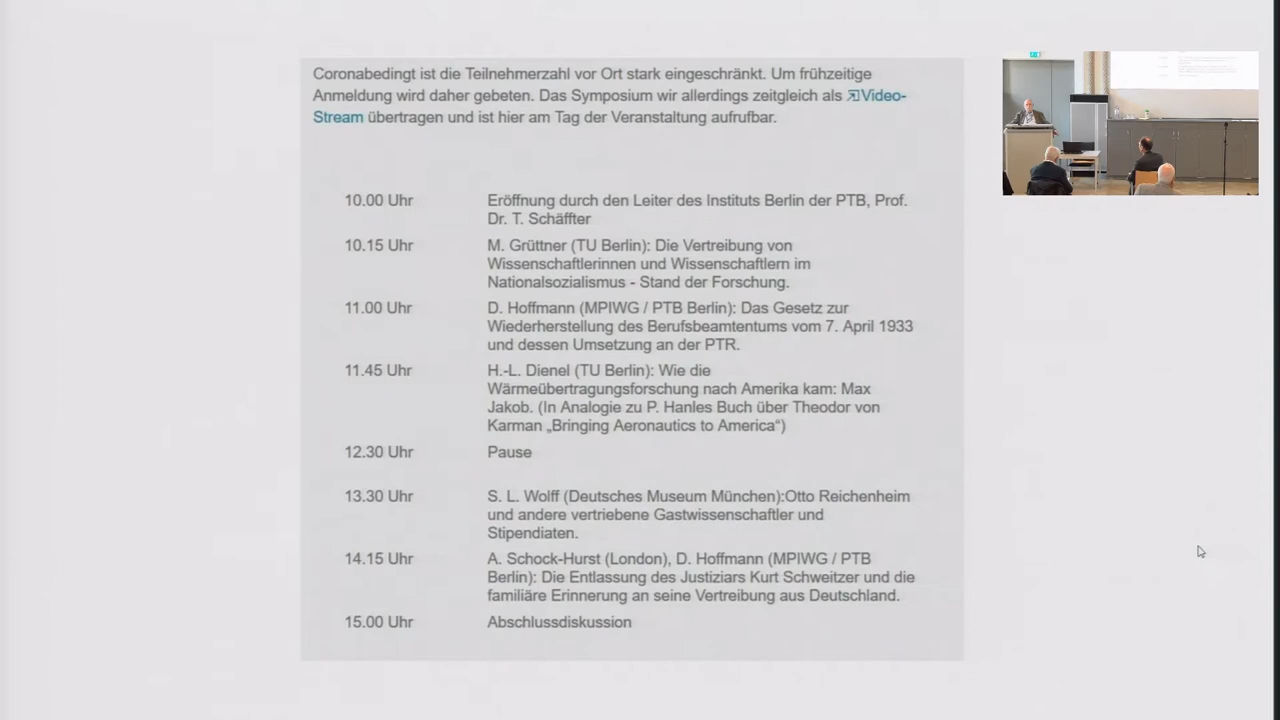 Coronabedingt ist die Teilnehmerzahl vor Ort stark eingeschränkt. Um frühzeitige
Anmeldung wird daher gebeten. Das Symposium wir allerdings zeitgleich als Video-
Stream übertragen und ist hier am Tag der Veranstaltung aufrufbar.
10.00 Uhr Eröffnung durch den Leiter des Instituts Berlin der PTB, Prof.
Dr. T. Schäffter
10.15 Uhr M. Grüttner (TU Berlin): Die Vertreibung von
Wissenschaftlerinnen und Wissenschaftlern im
Nationalsozialismus - Stand der Forschung.
11.00 Uhr D. Hoffmann (MPIWG / PTB Berlin): Das Gesetz zur
Wiederherstellung des Berufsbeamtentums vom 7. April 1933
und dessen Umsetzung an der PTR.
11.45 Uhr H.-L. Dienel (TU Berlin): Wie die
Wärmeübertragungsforschung nach Amerika kam: Max
Jakob. (In Analogie zu P. Hanles Buch über Theodor von
Karman „Bringing Aeronautics to America“)
12.30 Uhr Pause
13.30 Uhr S. L. Wolff (Deutsches Museum München):Otto Reichenheim
und andere vertriebene Gastwissenschaftler und
Stipendiaten.
14.15 Uhr A. Schock-Hurst (London), D. Hoffmann (MPIWG / PTB
Berlin): Die Entlassung des Justiziars Kurt Schweitzer und die
familiäre Erinnerung an seine Vertreibung aus Deutschland.
15.00 Uhr Abschlussdiskussion